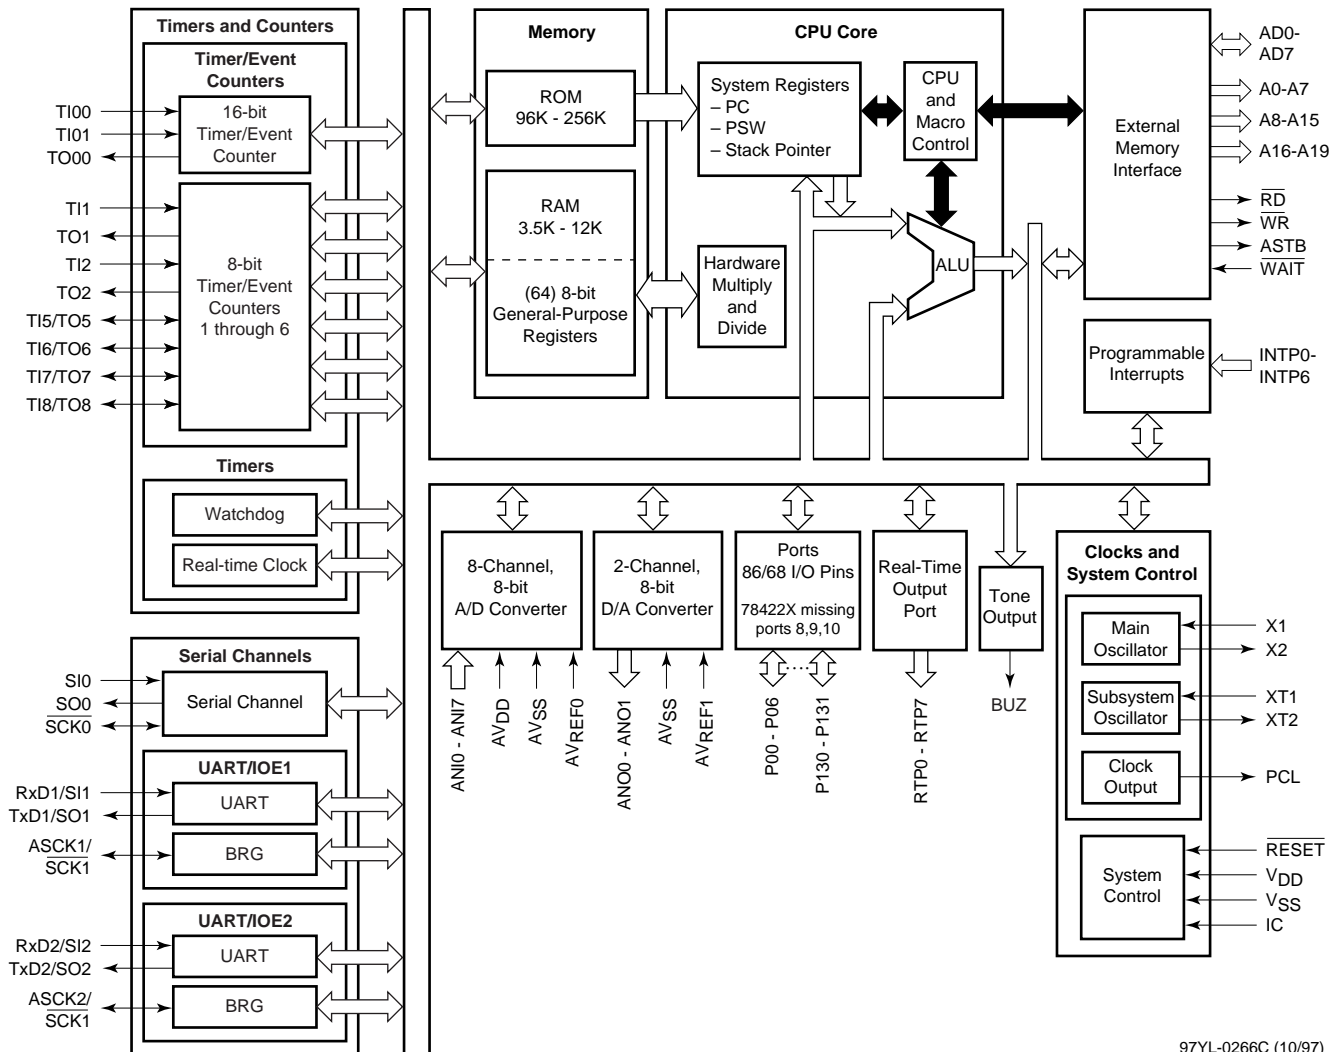 Timers and Counters
Timer/Event
Counters
TI00
TI01
TO00
16-bit
Timer/Event
Counter
TI1
TO1
TI2
TO2
TI5/TO5
TI6/TO6
TI7/TO7
TI8/TO8
8-bit
Timer/Event
Counters
1 through 6
Timers
Watchdog
Real-time Clock
Serial Channels
SI0
SO0
SCK0
Serial Channel
UART/IOE1
RxD1/SI1
TxD1/SO1
UART
ASCK1/
SCK1
BRG
UART/IOE2
RxD2/SI2
TxD2/SO2
UART
ASCK2/
SCK1
BRG
Memory
ROM
96K - 256K
RAM
3.5K - 12K
(64) 8-bit
General-Purpose
Registers
CPU Core
System Registers
– PC
– PSW
– Stack Pointer
CPU
and
Macro
Control
Hardware
Multiply
and
Divide
ALU
External
Memory
Interface
AD0-
AD7
A0-A7
A8-A15
A16-A19
RD
WR
ASTB
WAIT
Programmable
Interrupts
INTP0-
INTP6
8-Channel,
8-bit
A/D Converter
ANI0 - ANI7
AVDD
AVSS
AVREF0
2-Channel,
8-bit
D/A Converter
ANO0 - ANO1
AVSS
AVREF1
Ports
86/68 I/O Pins
78422X missing
ports 8,9,10
P00 - P06
P130 - P131
Real-Time
Output
Port
RTP0 - RTP7
Tone
Output
BUZ
Clocks and
System Control
Main
Oscillator
X1
X2
Subsystem
Oscillator
XT1
XT2
Clock
Output
PCL
System
Control
RESET
VDD
VSS
IC
97YL-0266C (10/97)